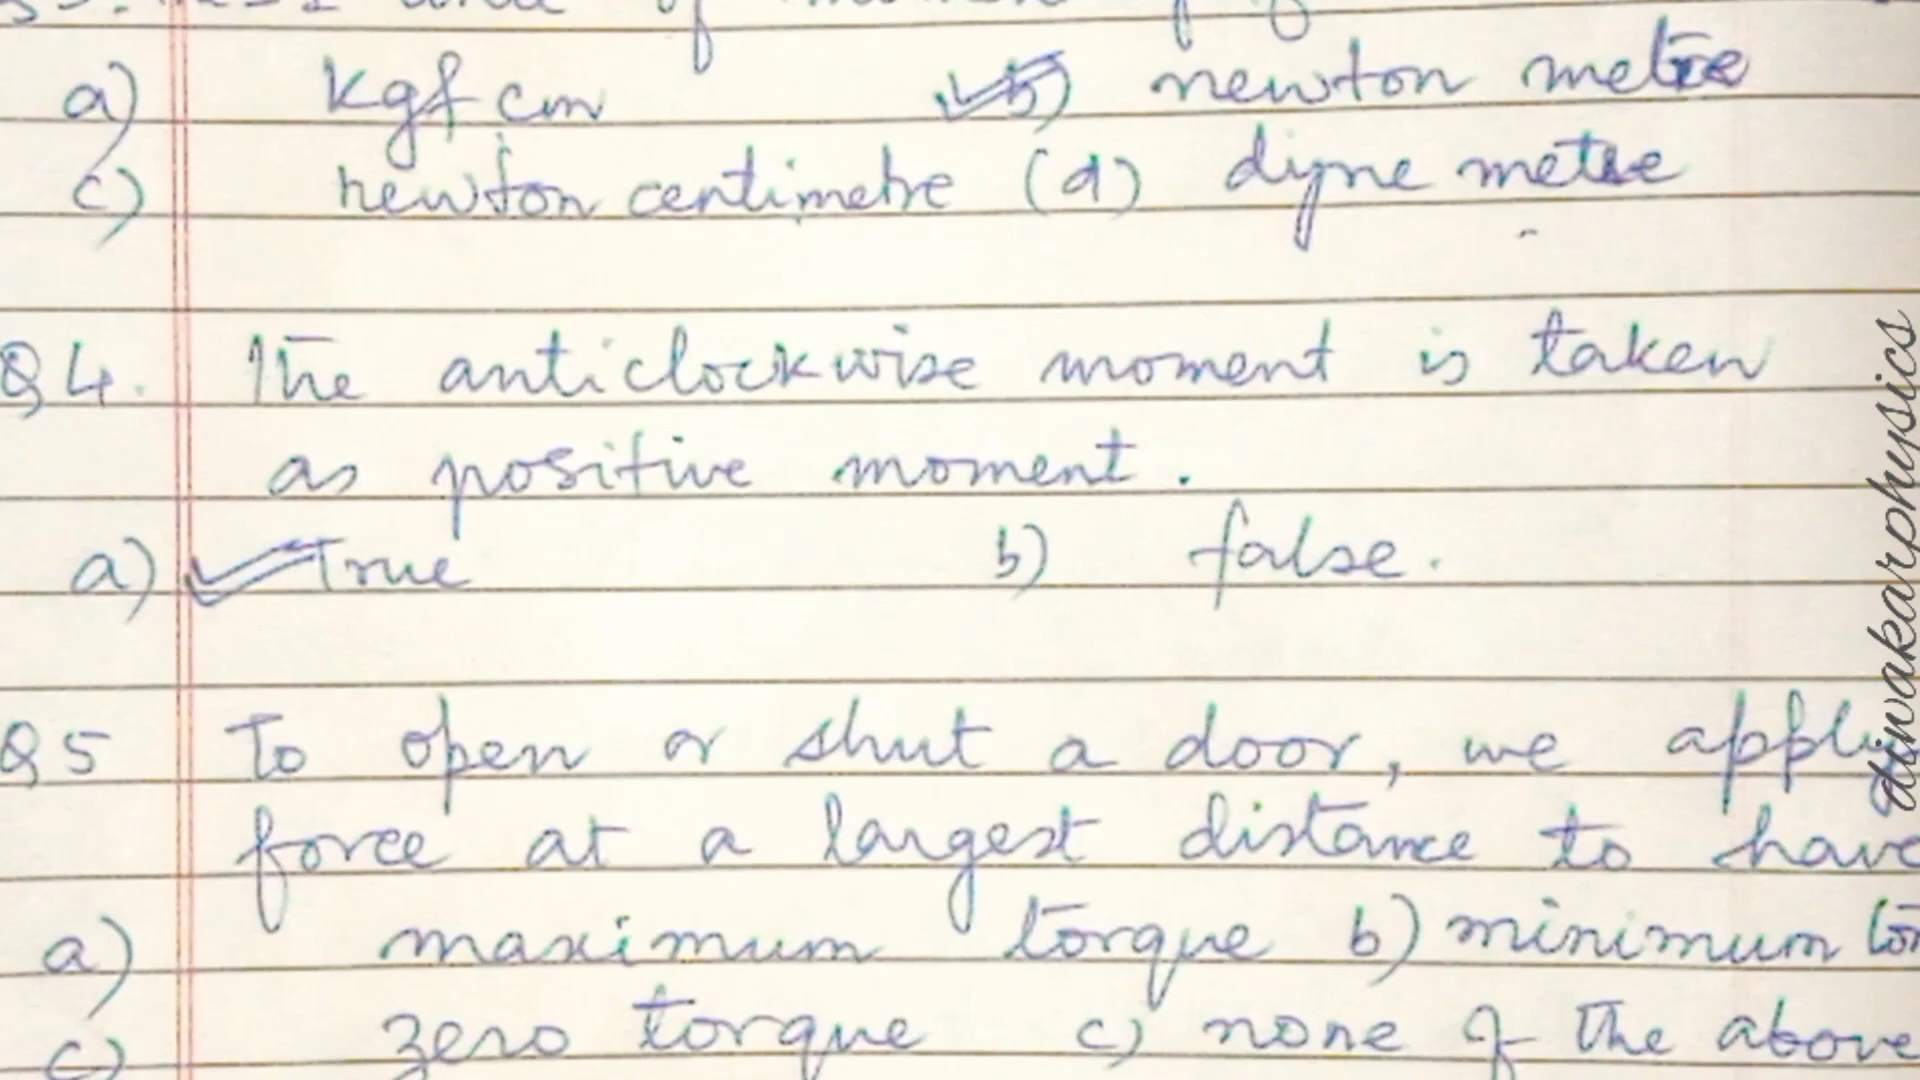 a) kgf cm b) newton metre
c) newton centimetre (d) dyne metre
Q4. The anticlockwise moment is taken
as positive moment.
a) True b) false.
Q5 To open or shut a door, we apply
force at a largest distance to have
a) maximum torque b) minimum tor
c) zero torque c) none of the above
diwakarphysics